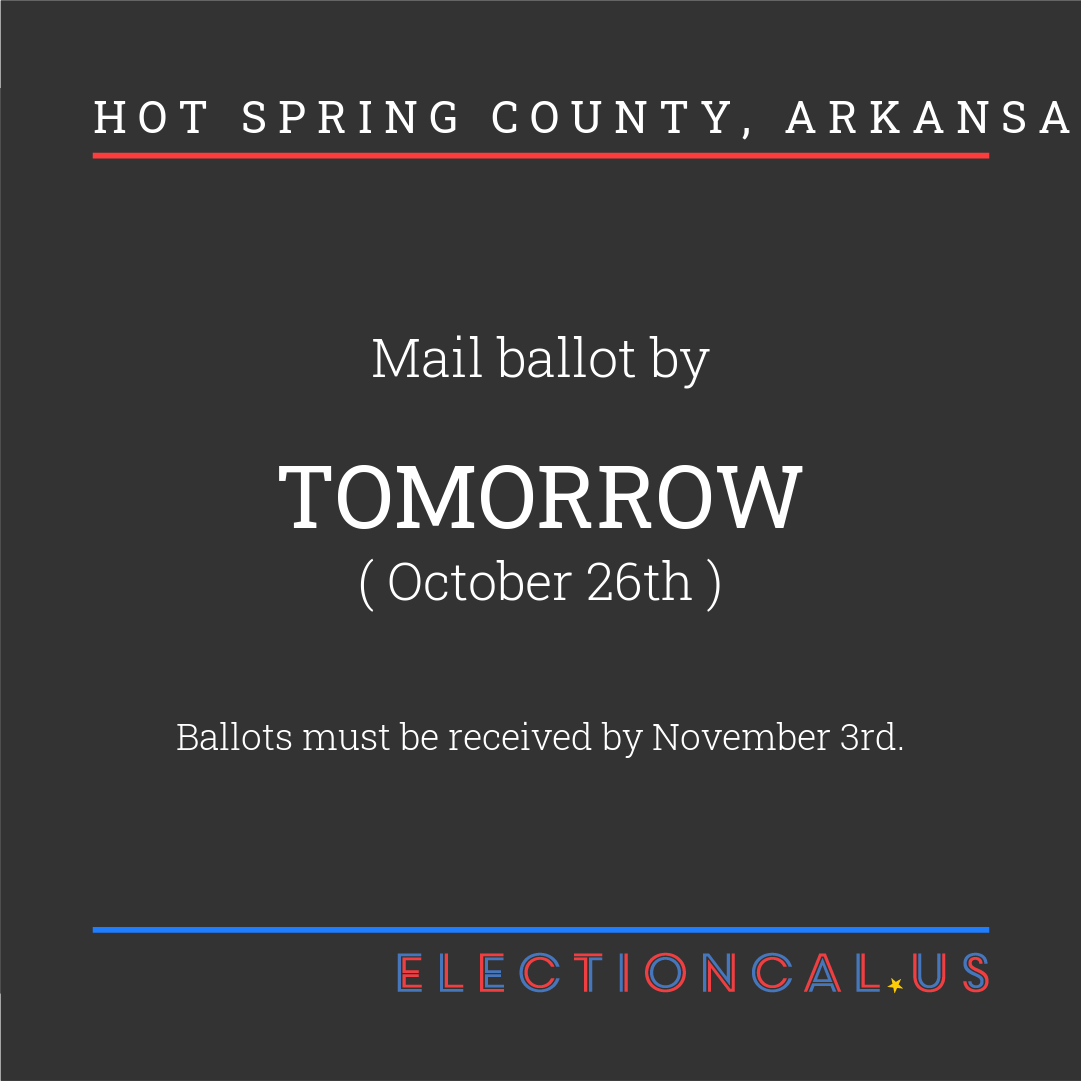 HOT SPRING COUNTY, ARKANSA
Mail ballot by
TOMORROW
( October 26th )
Ballots must be received by November 3rd.
ELECTIONCAL.US